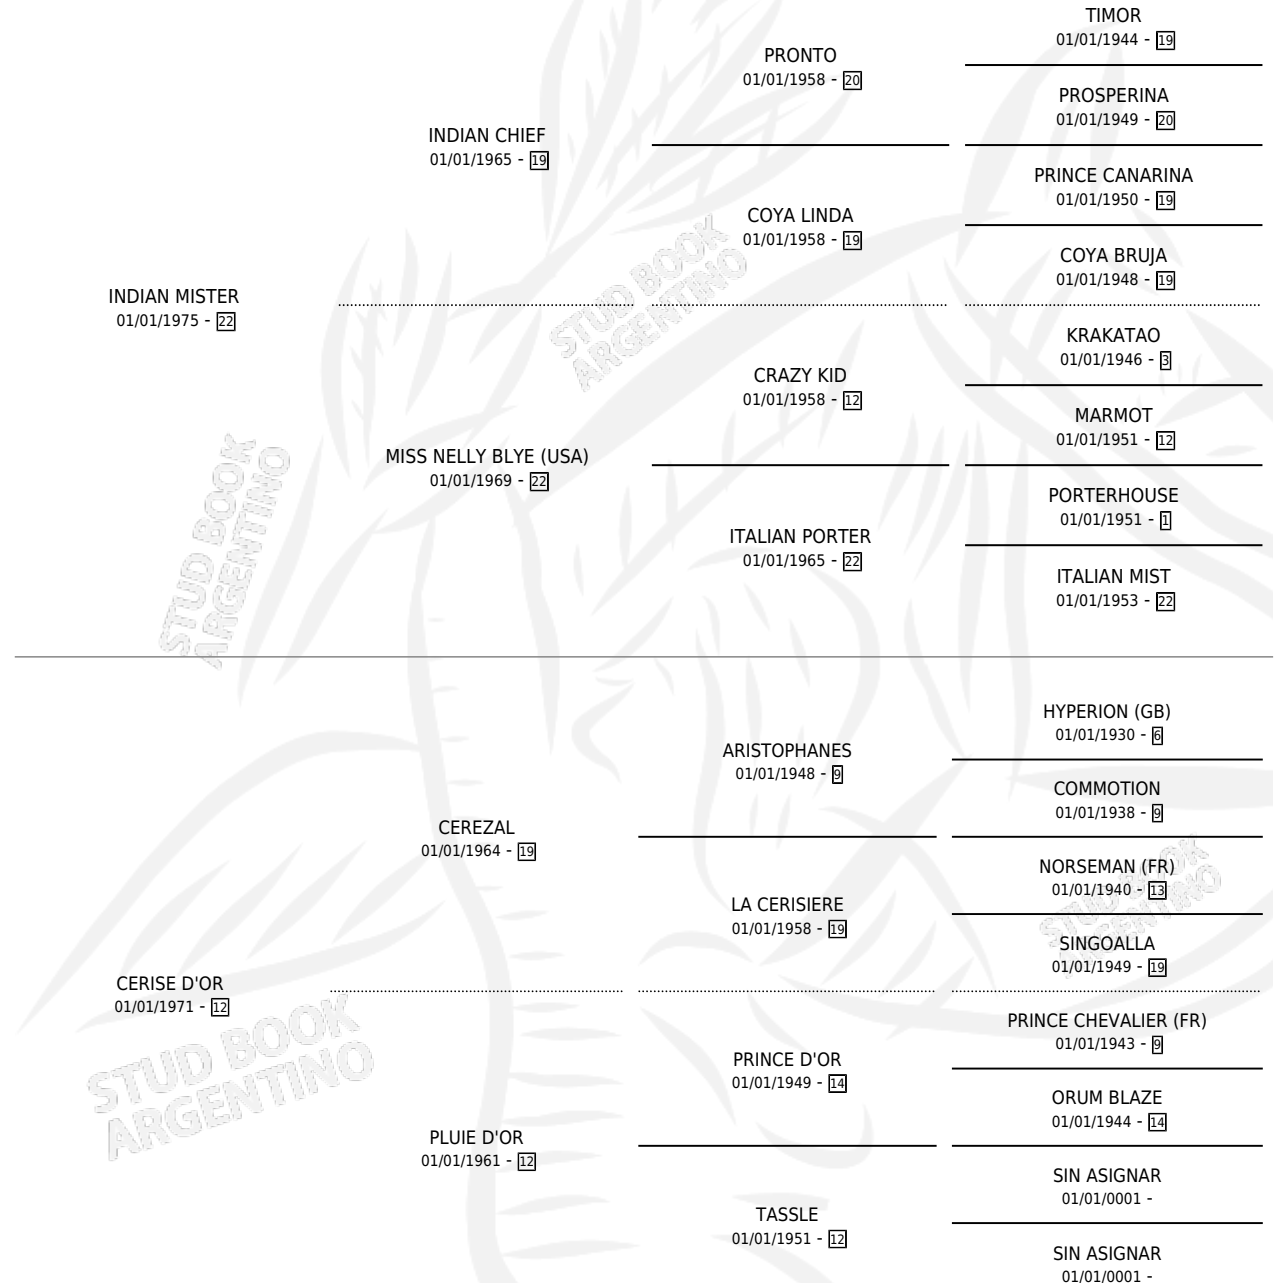 TIMOR
01/01/1944 - 19
PRONTO
01/01/1958 - 20
PROSPERINA
01/01/1949 - 20
INDIAN CHIEF
01/01/1965 - 19
PRINCE CANARINA
01/01/1950 - 19
COYA LINDA
01/01/1958 - 19
COYA BRUJA
01/01/1948 - 19
INDIAN MISTER
01/01/1975 - 22
KRAKATAO
01/01/1946 - 3
CRAZY KID
01/01/1958 - 12
MARMOT
01/01/1951 - 12
MISS NELLY BLYE (USA)
01/01/1969 - 22
PORTERHOUSE
01/01/1951 - 1
ITALIAN PORTER
01/01/1965 - 22
ITALIAN MIST
01/01/1953 - 22
STUD BOOK
ARGENTINO
STUD BOOK
ARGENTINO
HYPERION (GB)
01/01/1930 - 6
ARISTOPHANES
01/01/1948 - 9
COMMOTION
01/01/1938 - 9
CEREZAL
01/01/1964 - 19
NORSEMAN (FR)
01/01/1940 - 13
LA CERISIERE
01/01/1958 - 19
SINGOALLA
01/01/1949 - 19
CERISE D'OR
01/01/1971 - 12
PRINCE CHEVALIER (FR)
01/01/1943 - 9
PRINCE D'OR
01/01/1949 - 14
ORUM BLAZE
01/01/1944 - 14
PLUIE D'OR
01/01/1961 - 12
SIN ASIGNAR
01/01/0001 -
TASSLE
01/01/1951 - 12
SIN ASIGNAR
01/01/0001 -
STUD BOOK
ARGENTINO
STUD BOOK
ARGENTINO